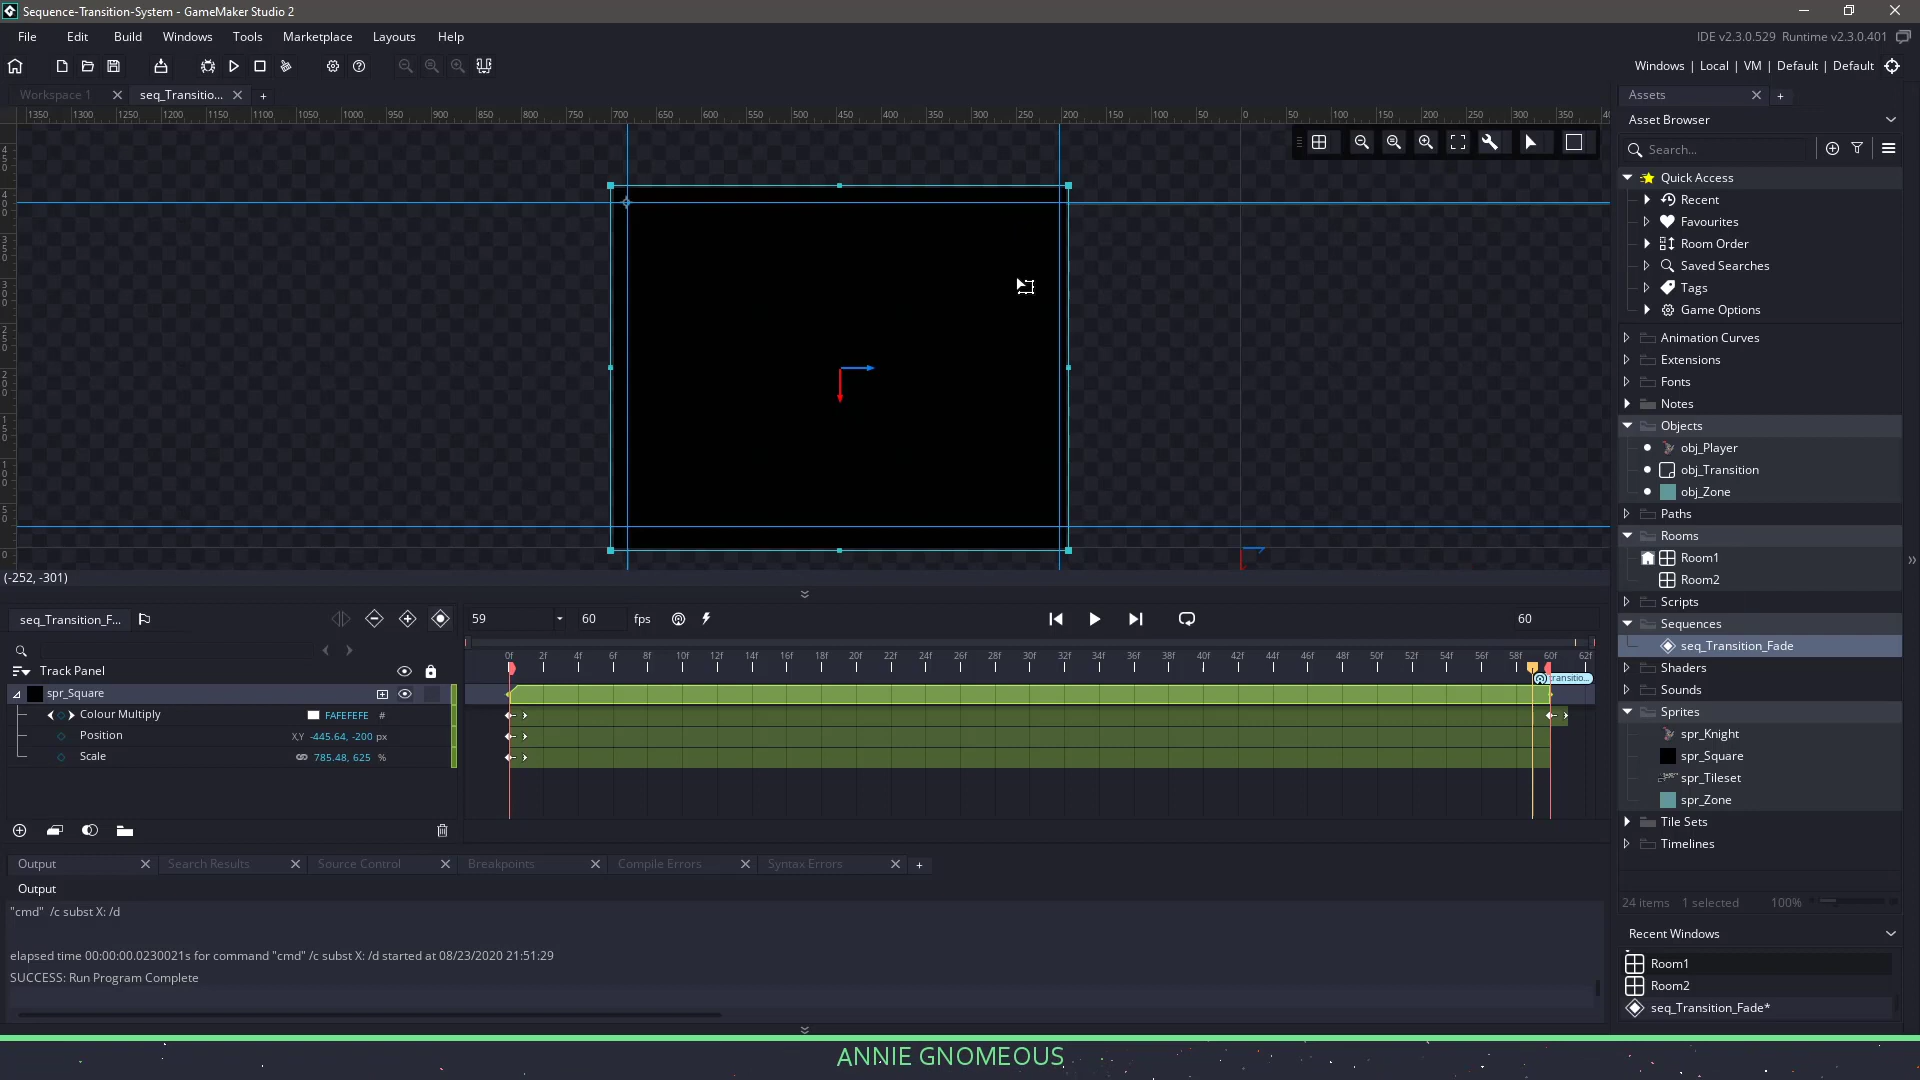 Sequence-Transition-System - GameMaker Studio 2
File Edit Build Windows Tools Marketplace Layouts Help
IDE v2.3.0.529 Runtime v2.3.0.401
Windows | Local | VM | Default | Default
Workspace 1
seq_Transitio...
Assets
1350 1300 1250 1200 1150 1100 1050 1000 950 900 850 800 750 700 650 600 550 500 450 400 350 300 250 200 150 100 50 0 50 100 150 200 250 300 350
450
400
350
300
250
200
150
100
50
0
Asset Browser
Search...
Quick Access
Recent
Favourites
Room Order
Saved Searches
Tags
Game Options
Animation Curves
Extensions
Fonts
Notes
Objects
obj_Player
obj_Transition
obj_Zone
Paths
Rooms
Room1
Room2
Scripts
Sequences
seq_Transition_Fade
Shaders
Sounds
Sprites
spr_Knight
spr_Square
spr_Tileset
spr_Zone
Tile Sets
Timelines
24 items 1 selected 100%
Recent Windows
Room1
Room2
seq_Transition_Fade*
(-252, -301)
seq_Transition_F...
59 60 fps 60
Track Panel
0f 2f 4f 6f 8f 10f 12f 14f 16f 18f 20f 22f 24f 26f 28f 30f 32f 34f 36f 38f 40f 42f 44f 46f 48f 50f 52f 54f 56f 58f 60f 62f
transitio...
spr_Square
Colour Multiply FAFEFEFE #
Position X,Y -445.64, -200 px
Scale 785.48, 625 %
Output Search Results Source Control Breakpoints Compile Errors Syntax Errors
Output
"cmd" /c subst X: /d
elapsed time 00:00:00.0230021s for command "cmd" /c subst X: /d started at 08/23/2020 21:51:29
SUCCESS: Run Program Complete
ANNIE GNOMEOUS